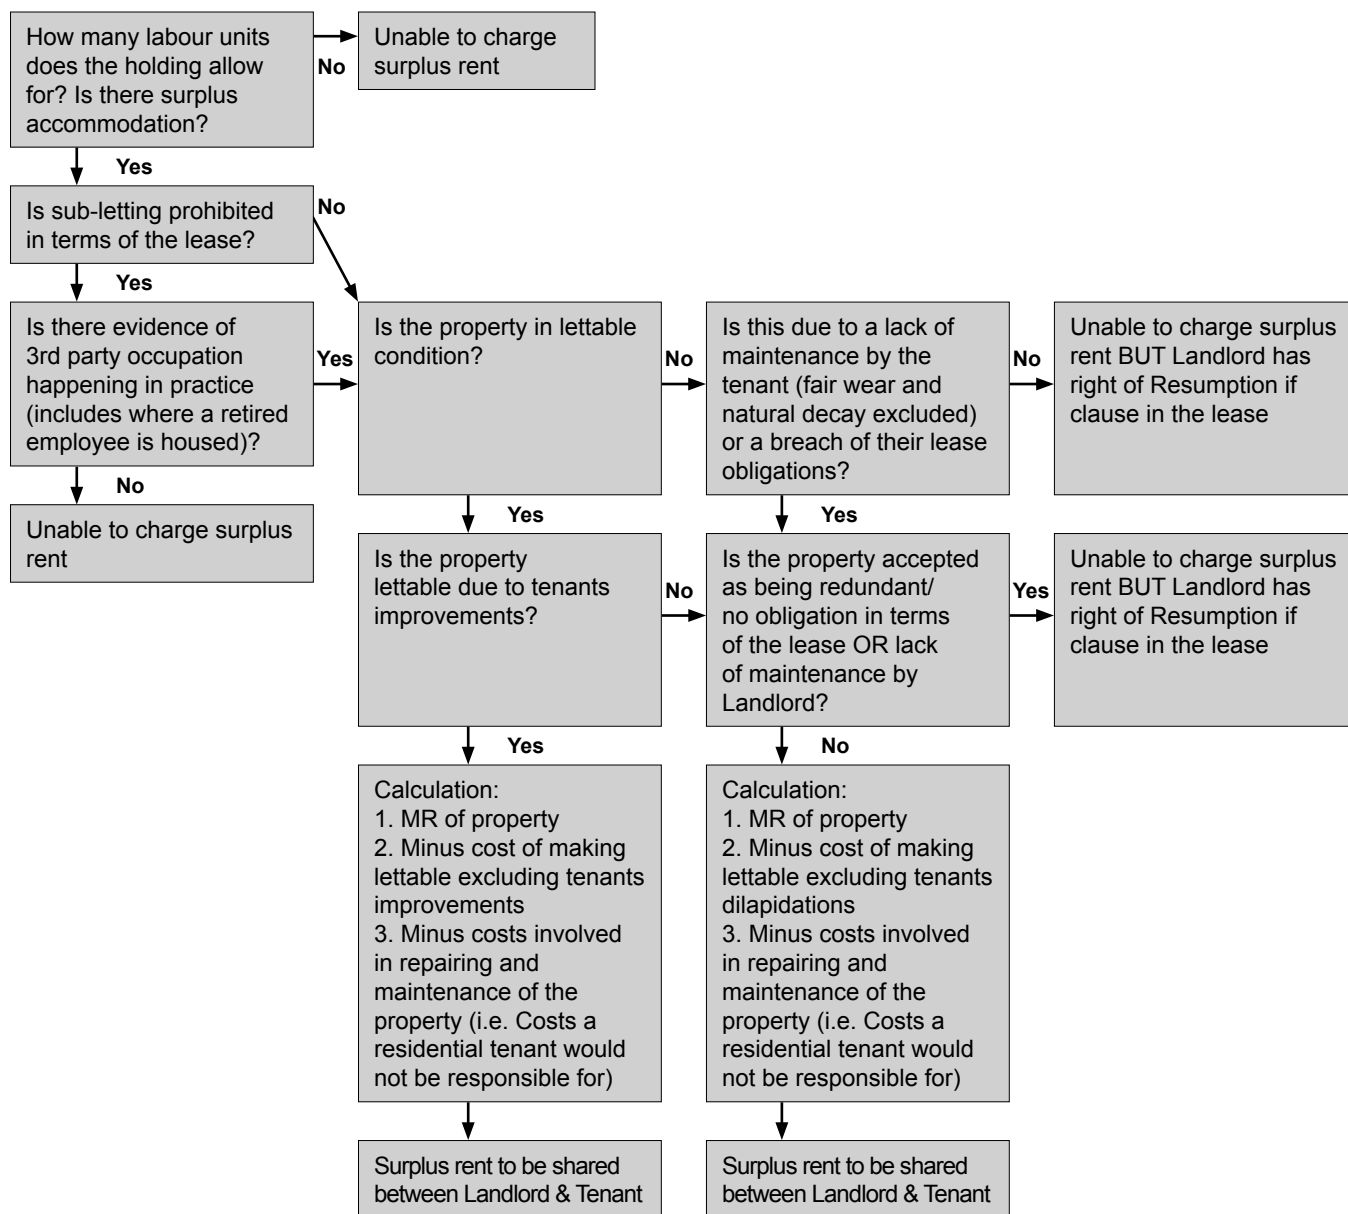 How many labour units
does the holding allow
for? Is there surplus
accommodation?
No
Unable to charge
surplus rent
Yes
Is sub-letting prohibited
in terms of the lease?
No
Yes
Is there evidence of
3rd party occupation
happening in practice
(includes where a retired
employee is housed)?
Yes
No
Unable to charge surplus
rent
Is the property in lettable
condition?
No
Is this due to a lack of
maintenance by the
tenant (fair wear and
natural decay excluded)
or a breach of their lease
obligations?
No
Unable to charge surplus
rent BUT Landlord has
right of Resumption if
clause in the lease
Yes
Yes
Is the property
lettable due to tenants
improvements?
No
Is the property accepted
as being redundant/
no obligation in terms
of the lease OR lack
of maintenance by
Landlord?
Yes
Unable to charge surplus
rent BUT Landlord has
right of Resumption if
clause in the lease
Yes
No
Calculation:
1. MR of property
2. Minus cost of making
lettable excluding tenants
improvements
3. Minus costs involved
in repairing and
maintenance of the
property (i.e. Costs a
residential tenant would
not be responsible for)
Calculation:
1. MR of property
2. Minus cost of making
lettable excluding tenants
dilapidations
3. Minus costs involved
in repairing and
maintenance of the
property (i.e. Costs a
residential tenant would
not be responsible for)
Surplus rent to be shared
between Landlord & Tenant
Surplus rent to be shared
between Landlord & Tenant